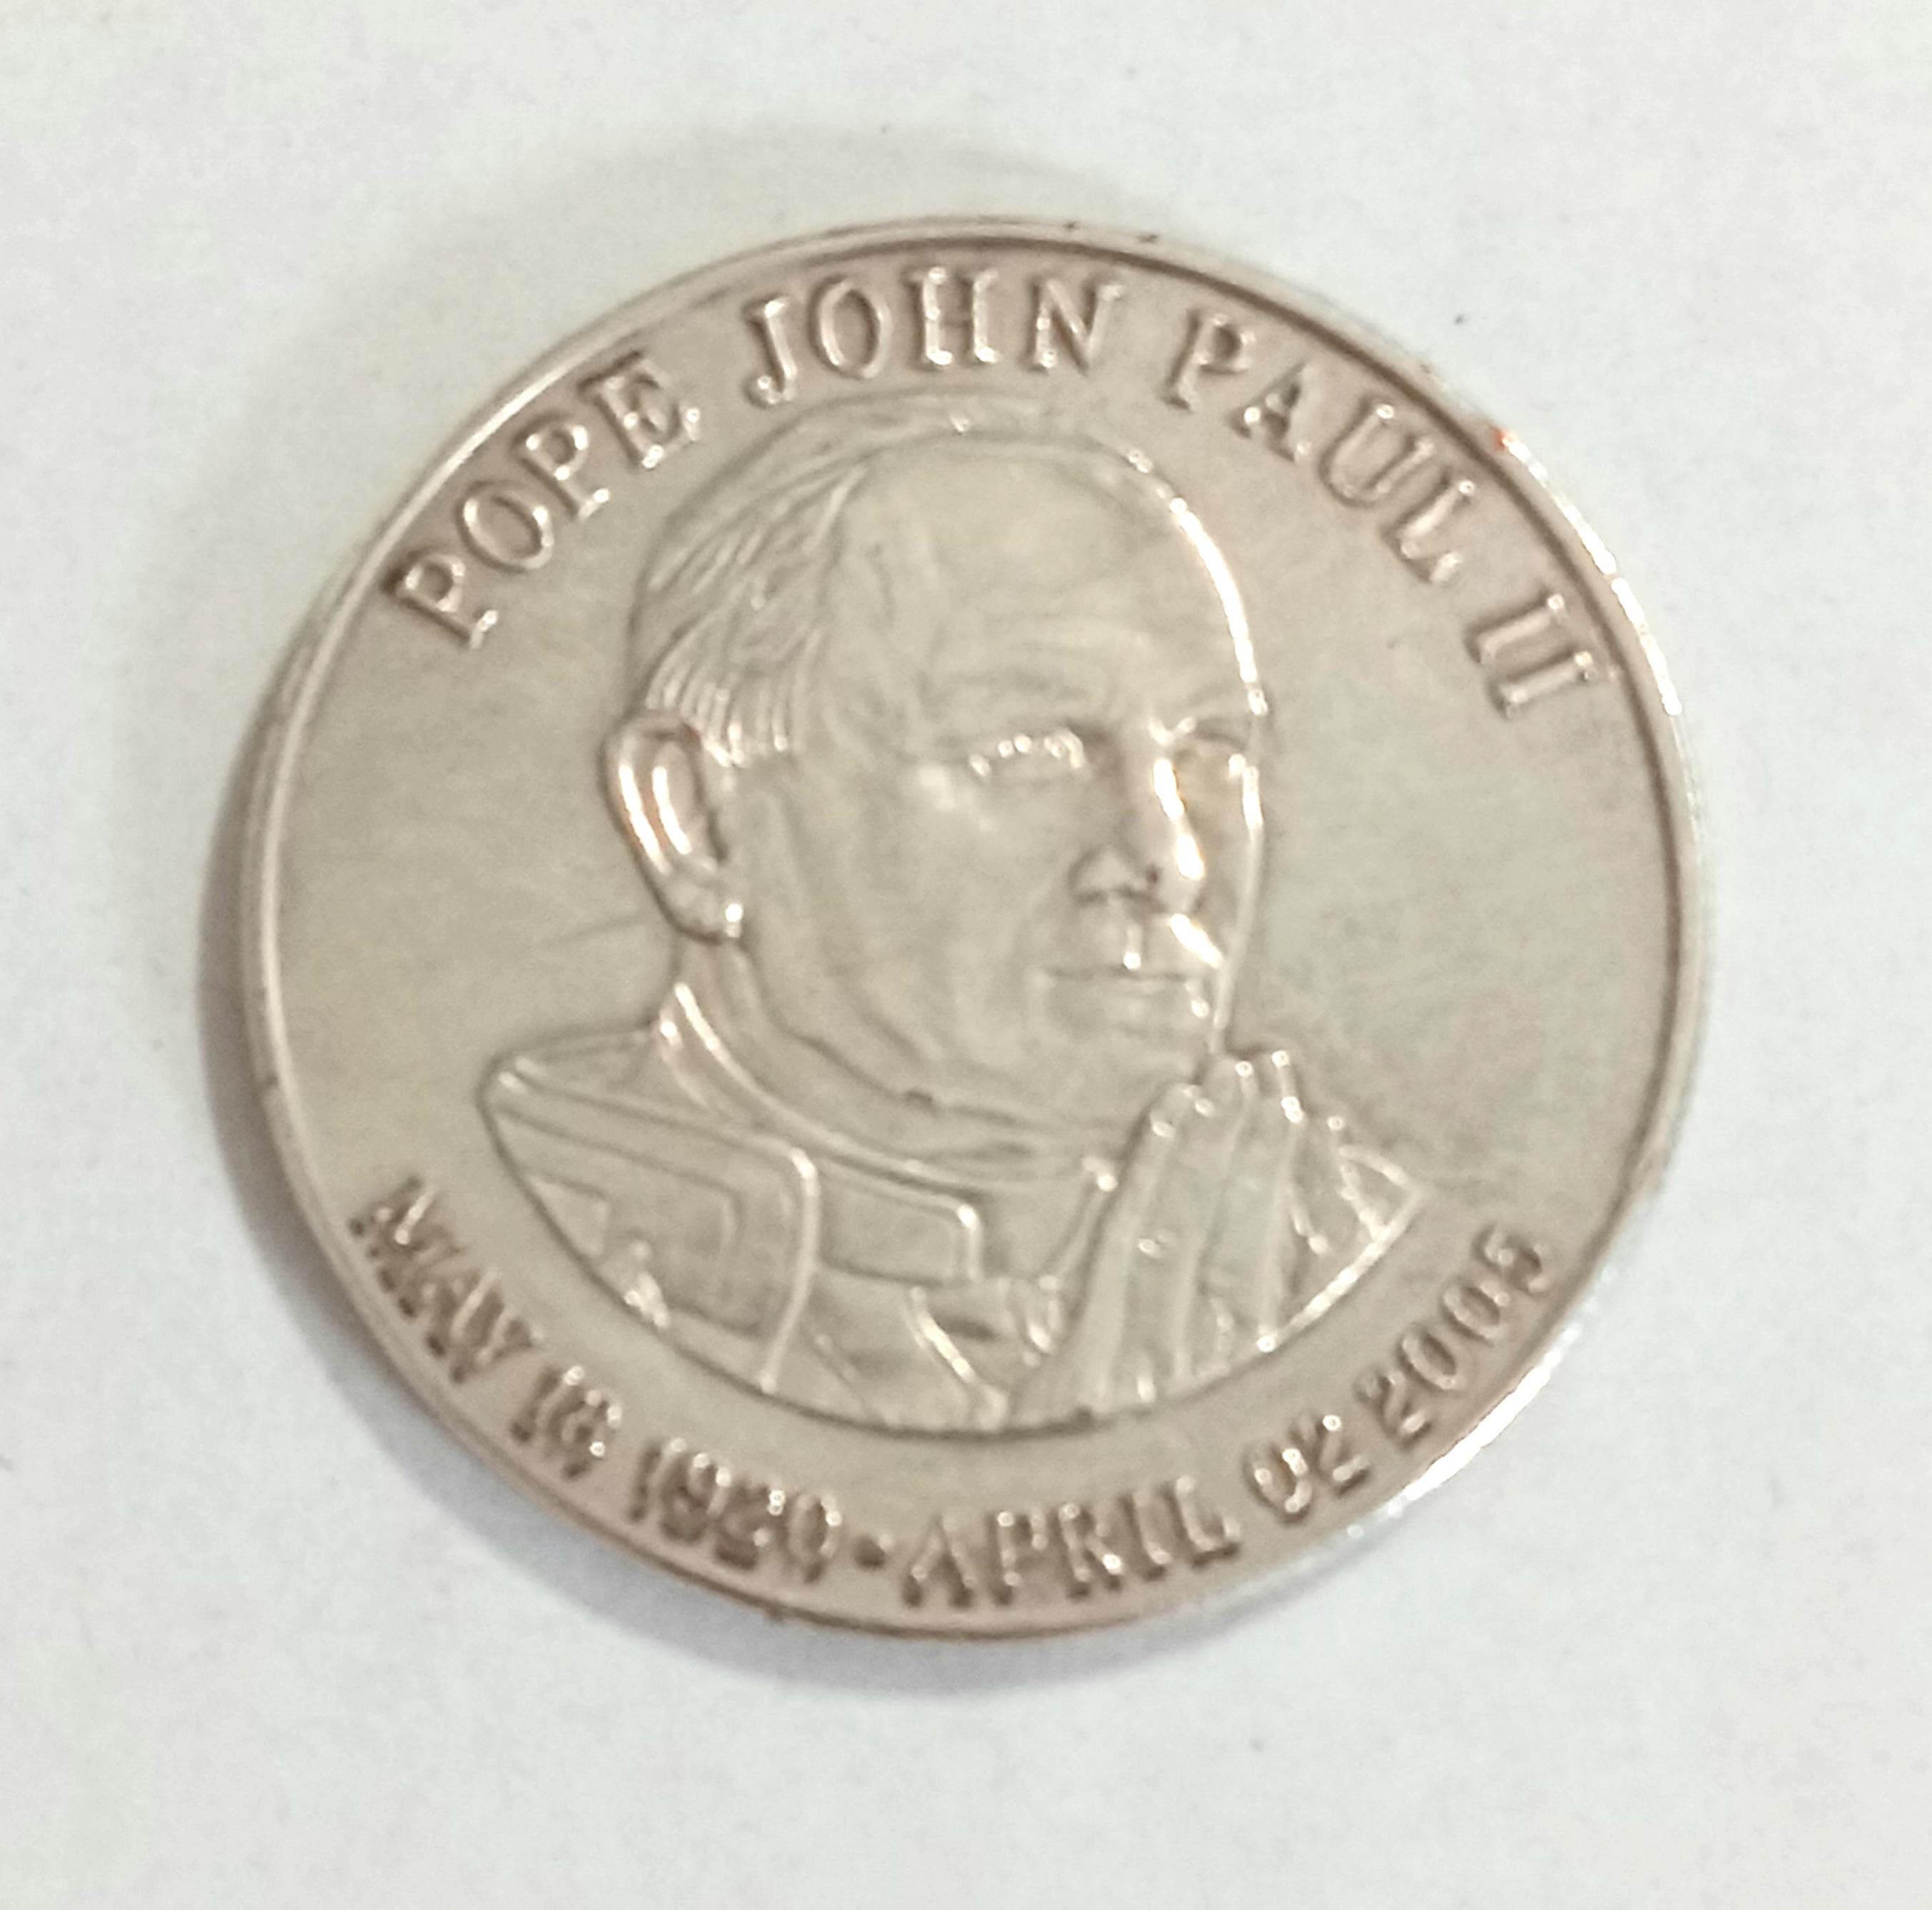 POPE JOHN PAUL II
MAY 18 1920 • APRIL 02 2005